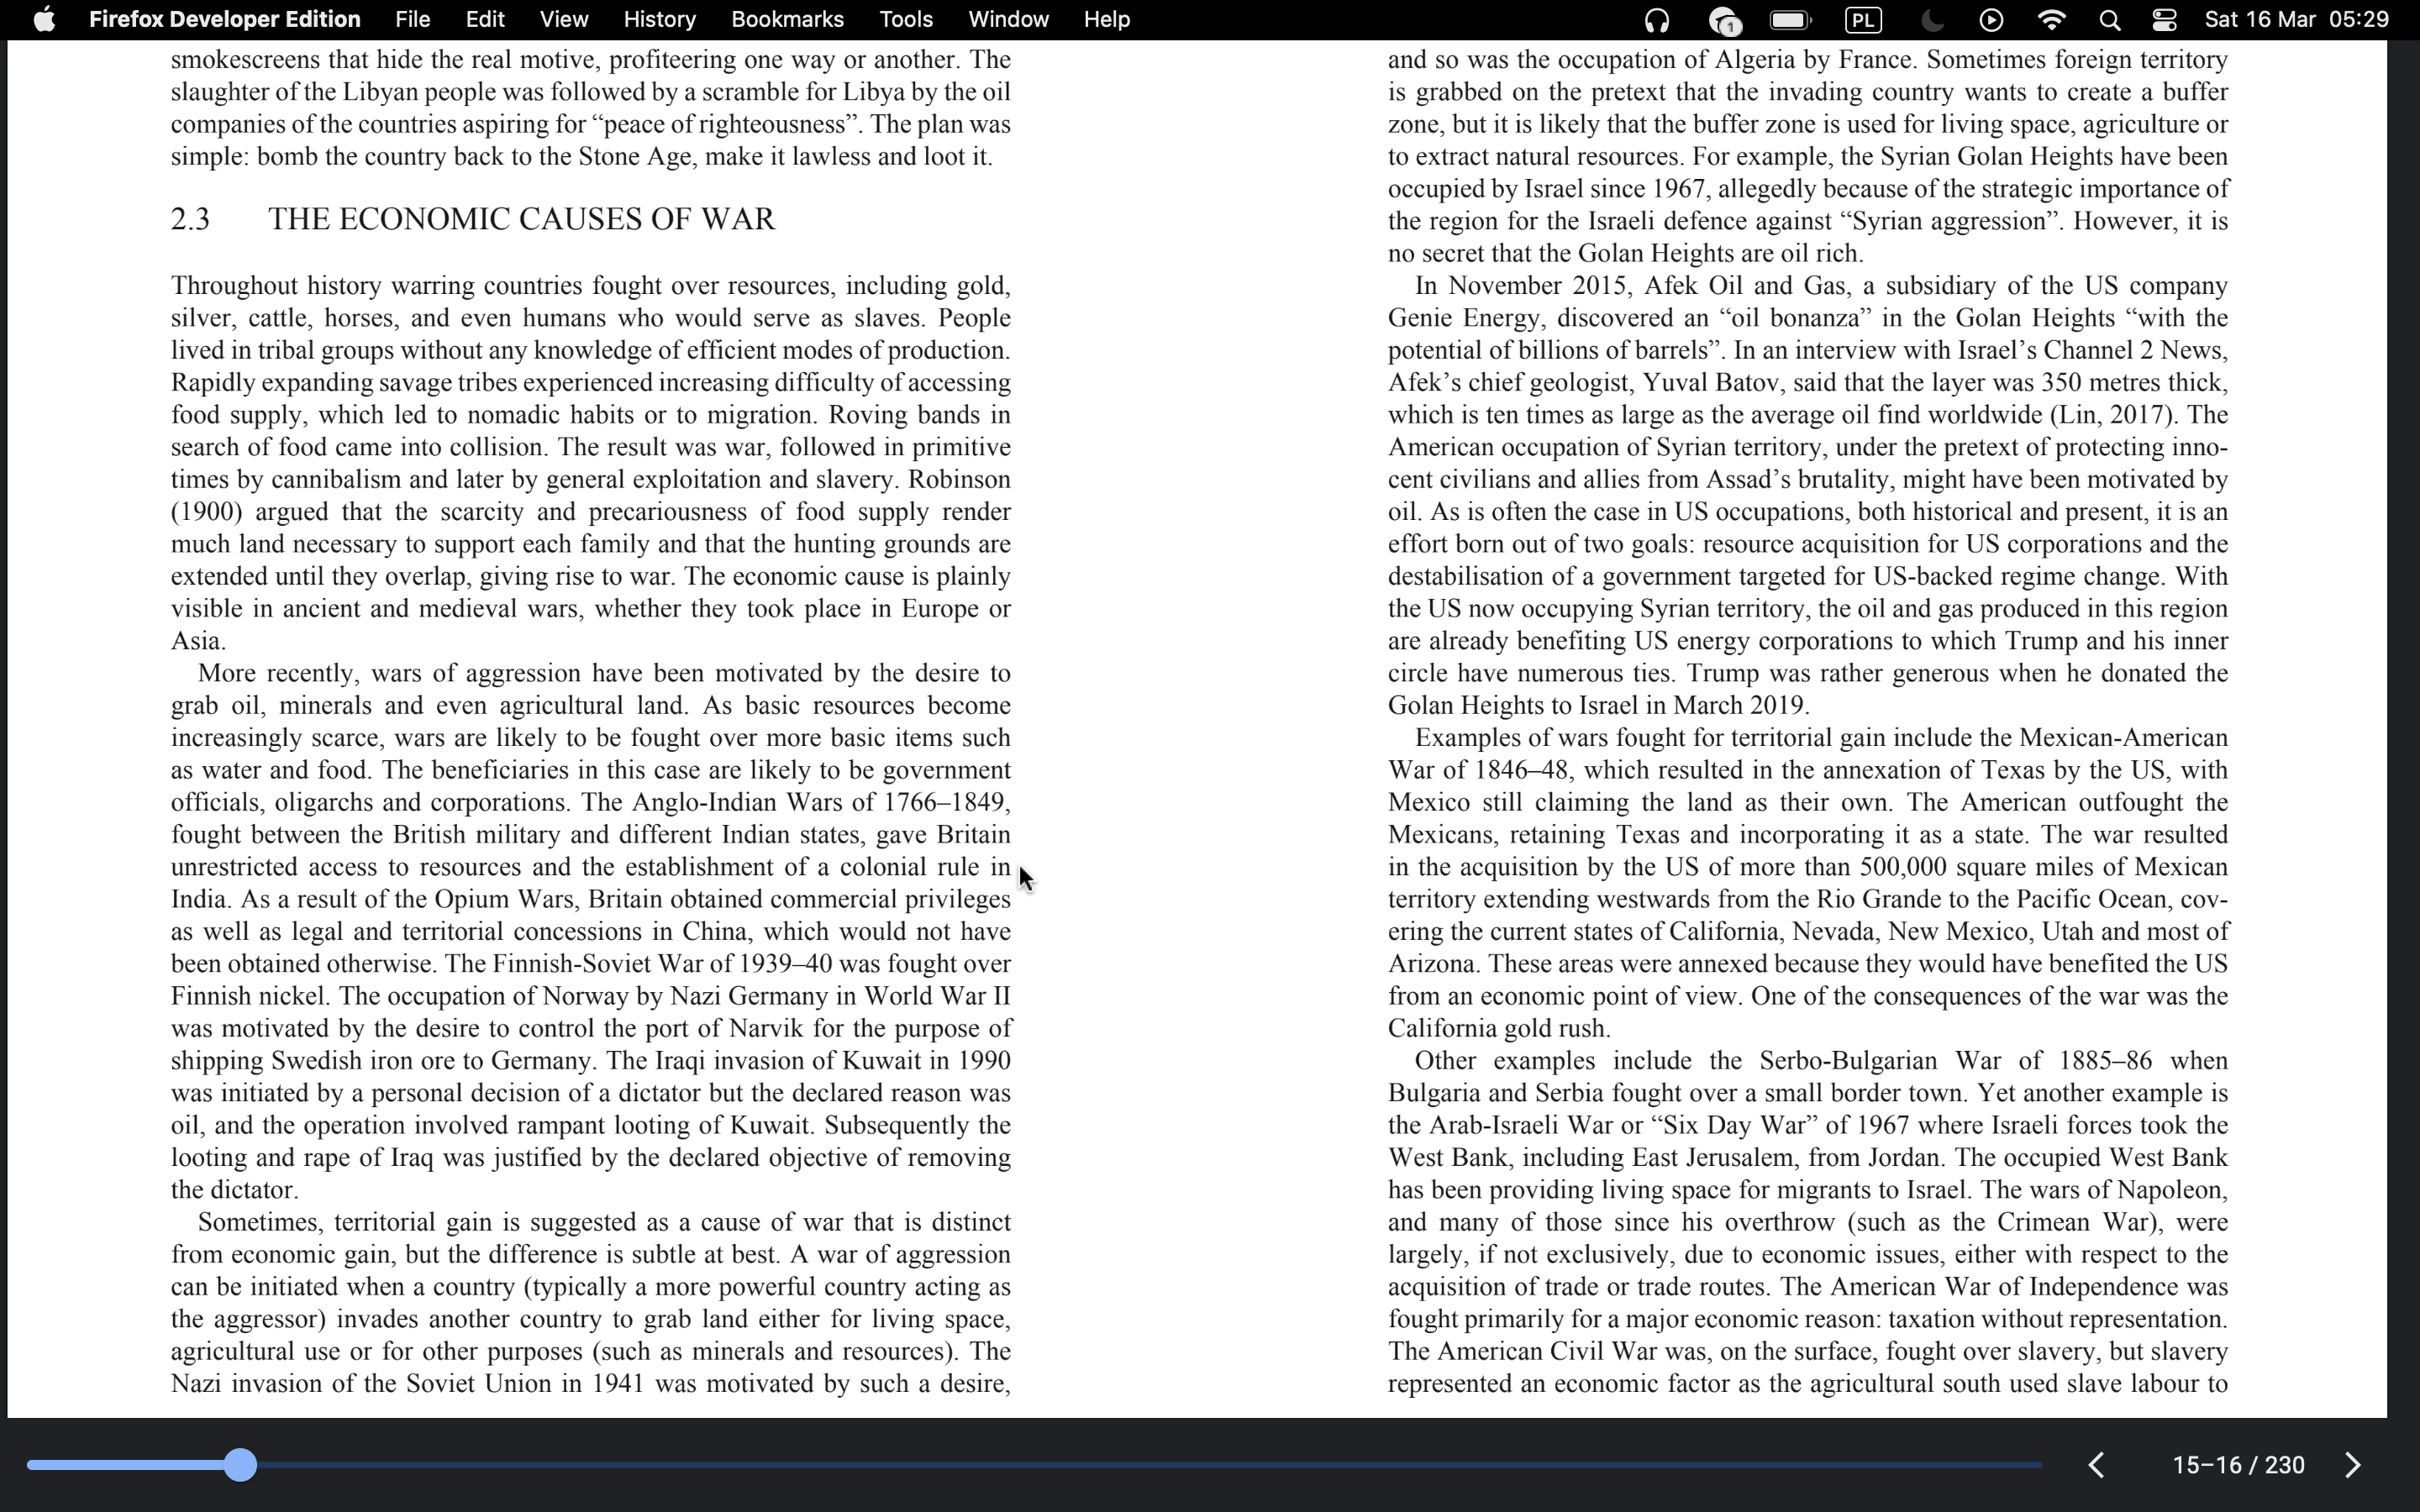 Firefox Developer Edition File Edit View History Bookmarks Tools Window Help 1 PL Sat 16 Mar 05:29
smokescreens that hide the real motive, profiteering one way or another. The
slaughter of the Libyan people was followed by a scramble for Libya by the oil
companies of the countries aspiring for “peace of righteousness”. The plan was
simple: bomb the country back to the Stone Age, make it lawless and loot it.
2.3 THE ECONOMIC CAUSES OF WAR
Throughout history warring countries fought over resources, including gold,
silver, cattle, horses, and even humans who would serve as slaves. People
lived in tribal groups without any knowledge of efficient modes of production.
Rapidly expanding savage tribes experienced increasing difficulty of accessing
food supply, which led to nomadic habits or to migration. Roving bands in
search of food came into collision. The result was war, followed in primitive
times by cannibalism and later by general exploitation and slavery. Robinson
(1900) argued that the scarcity and precariousness of food supply render
much land necessary to support each family and that the hunting grounds are
extended until they overlap, giving rise to war. The economic cause is plainly
visible in ancient and medieval wars, whether they took place in Europe or
Asia.
More recently, wars of aggression have been motivated by the desire to
grab oil, minerals and even agricultural land. As basic resources become
increasingly scarce, wars are likely to be fought over more basic items such
as water and food. The beneficiaries in this case are likely to be government
officials, oligarchs and corporations. The Anglo-Indian Wars of 1766–1849,
fought between the British military and different Indian states, gave Britain
unrestricted access to resources and the establishment of a colonial rule in
India. As a result of the Opium Wars, Britain obtained commercial privileges
as well as legal and territorial concessions in China, which would not have
been obtained otherwise. The Finnish-Soviet War of 1939–40 was fought over
Finnish nickel. The occupation of Norway by Nazi Germany in World War II
was motivated by the desire to control the port of Narvik for the purpose of
shipping Swedish iron ore to Germany. The Iraqi invasion of Kuwait in 1990
was initiated by a personal decision of a dictator but the declared reason was
oil, and the operation involved rampant looting of Kuwait. Subsequently the
looting and rape of Iraq was justified by the declared objective of removing
the dictator.
Sometimes, territorial gain is suggested as a cause of war that is distinct
from economic gain, but the difference is subtle at best. A war of aggression
can be initiated when a country (typically a more powerful country acting as
the aggressor) invades another country to grab land either for living space,
agricultural use or for other purposes (such as minerals and resources). The
Nazi invasion of the Soviet Union in 1941 was motivated by such a desire,
and so was the occupation of Algeria by France. Sometimes foreign territory
is grabbed on the pretext that the invading country wants to create a buffer
zone, but it is likely that the buffer zone is used for living space, agriculture or
to extract natural resources. For example, the Syrian Golan Heights have been
occupied by Israel since 1967, allegedly because of the strategic importance of
the region for the Israeli defence against “Syrian aggression”. However, it is
no secret that the Golan Heights are oil rich.
In November 2015, Afek Oil and Gas, a subsidiary of the US company
Genie Energy, discovered an “oil bonanza” in the Golan Heights “with the
potential of billions of barrels”. In an interview with Israel’s Channel 2 News,
Afek’s chief geologist, Yuval Batov, said that the layer was 350 metres thick,
which is ten times as large as the average oil find worldwide (Lin, 2017). The
American occupation of Syrian territory, under the pretext of protecting inno-
cent civilians and allies from Assad’s brutality, might have been motivated by
oil. As is often the case in US occupations, both historical and present, it is an
effort born out of two goals: resource acquisition for US corporations and the
destabilisation of a government targeted for US-backed regime change. With
the US now occupying Syrian territory, the oil and gas produced in this region
are already benefiting US energy corporations to which Trump and his inner
circle have numerous ties. Trump was rather generous when he donated the
Golan Heights to Israel in March 2019.
Examples of wars fought for territorial gain include the Mexican-American
War of 1846–48, which resulted in the annexation of Texas by the US, with
Mexico still claiming the land as their own. The American outfought the
Mexicans, retaining Texas and incorporating it as a state. The war resulted
in the acquisition by the US of more than 500,000 square miles of Mexican
territory extending westwards from the Rio Grande to the Pacific Ocean, cov-
ering the current states of California, Nevada, New Mexico, Utah and most of
Arizona. These areas were annexed because they would have benefited the US
from an economic point of view. One of the consequences of the war was the
California gold rush.
Other examples include the Serbo-Bulgarian War of 1885–86 when
Bulgaria and Serbia fought over a small border town. Yet another example is
the Arab-Israeli War or “Six Day War” of 1967 where Israeli forces took the
West Bank, including East Jerusalem, from Jordan. The occupied West Bank
has been providing living space for migrants to Israel. The wars of Napoleon,
and many of those since his overthrow (such as the Crimean War), were
largely, if not exclusively, due to economic issues, either with respect to the
acquisition of trade or trade routes. The American War of Independence was
fought primarily for a major economic reason: taxation without representation.
The American Civil War was, on the surface, fought over slavery, but slavery
represented an economic factor as the agricultural south used slave labour to
15–16 / 230